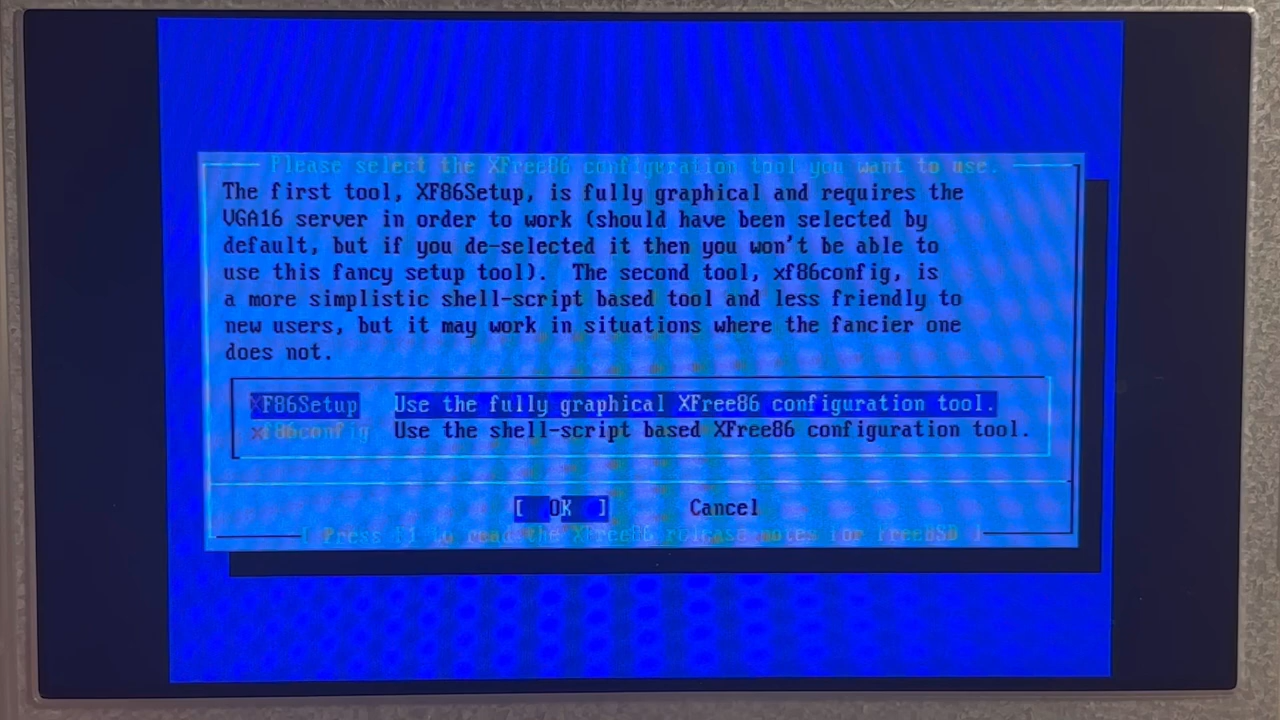 Please select the XFree86 configuration tool you want to use.
The first tool, XF86Setup, is fully graphical and requires the
VGA16 server in order to work (should have been selected by
default, but if you de-selected it then you won't be able to
use this fancy setup tool).  The second tool, xf86config, is
a more simplistic shell-script based tool and less friendly to
new users, but it may work in situations where the fancier one
does not.
XF86Setup   Use the fully graphical XFree86 configuration tool.
xf86config  Use the shell-script based XFree86 configuration tool.
[  OK  ]       Cancel
[ Press F1 to read the XFree86 release notes for FreeBSD ]